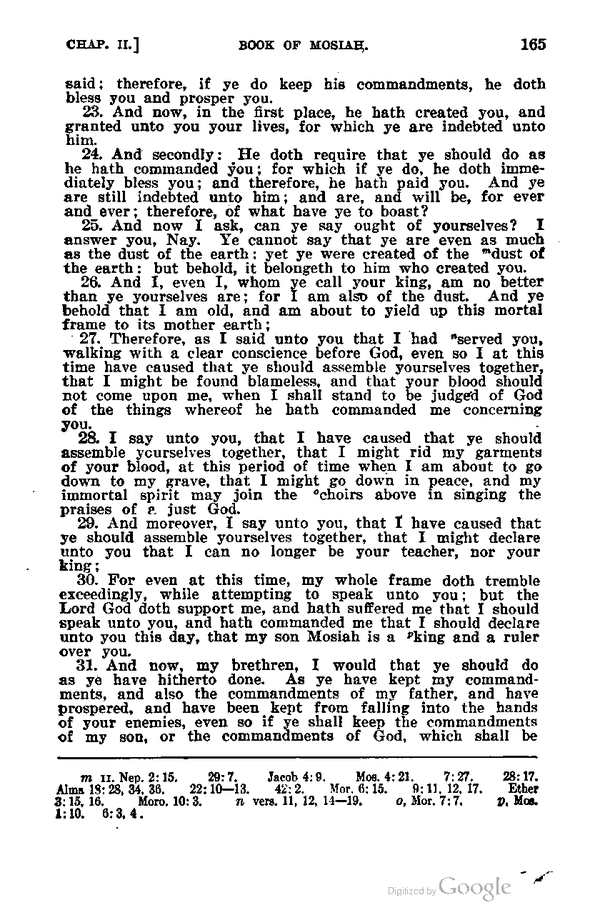 CHAP. II.] BOOK OF MOSIAH. 165
said; therefore, if ye do keep his commandments, he doth
bless you and prosper you.
23. And now, in the first place, he hath created you, and
granted unto you your lives, for which ye are indebted unto
him.
24. And secondly: He doth require that ye should do as
he hath commanded you; for which if ye do, he doth imme-
diately bless you; and therefore, he hath paid you. And ye
are still indebted unto him; and are, and will be, for ever
and ever; therefore, of what have ye to boast?
25. And now I ask, can ye say ought of yourselves? I
answer you, Nay. Ye cannot say that ye are even as much
as the dust of the earth; yet ye were created of the ᵐdust of
the earth: but behold, it belongeth to him who created you.
26. And I, even I, whom ye call your king, am no better
than ye yourselves are; for I am also of the dust. And ye
behold that I am old, and am about to yield up this mortal
frame to its mother earth;
27. Therefore, as I said unto you that I had ⁿserved you,
walking with a clear conscience before God, even so I at this
time have caused that ye should assemble yourselves together,
that I might be found blameless, and that your blood should
not come upon me, when I shall stand to be judged of God
of the things whereof he hath commanded me concerning
you.
28. I say unto you, that I have caused that ye should
assemble yourselves together, that I might rid my garments
of your blood, at this period of time when I am about to go
down to my grave, that I might go down in peace, and my
immortal spirit may join the ᵒchoirs above in singing the
praises of a just God.
29. And moreover, I say unto you, that I have caused that
ye should assemble yourselves together, that I might declare
unto you that I can no longer be your teacher, nor your
king;
30. For even at this time, my whole frame doth tremble
exceedingly, while attempting to speak unto you; but the
Lord God doth support me, and hath suffered me that I should
speak unto you, and hath commanded me that I should declare
unto you this day, that my son Mosiah is a ᵖking and a ruler
over you.
31. And now, my brethren, I would that ye should do
as ye have hitherto done. As ye have kept my command-
ments, and also the commandments of my father, and have
prospered, and have been kept from falling into the hands
of your enemies, even so if ye shall keep the commandments
of my son, or the commandments of God, which shall be
m II. Nep. 2:15. 29:7. Jacob 4:9. Mos. 4:21. 7:27. 28:17.
Alma 18:28, 34, 36. 22:10—13. 42:2. Mor. 6:15. 9:11, 12, 17. Ether
3:15, 16. Moro. 10:3. n vers. 11, 12, 14—19. o, Mor. 7:7. p, Mos.
1:10. 6:3, 4.
Digitized by Google